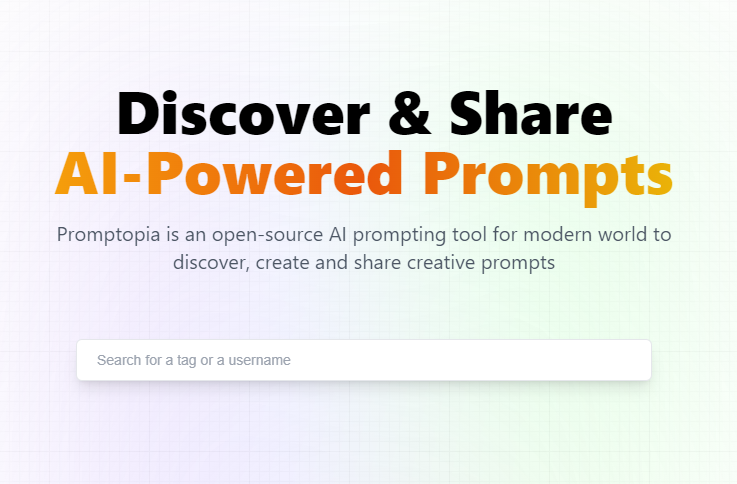 Discover & Share
AI-Powered Prompts
Promptopia is an open-source AI prompting tool for modern world to
discover, create and share creative prompts
Search for a tag or a username